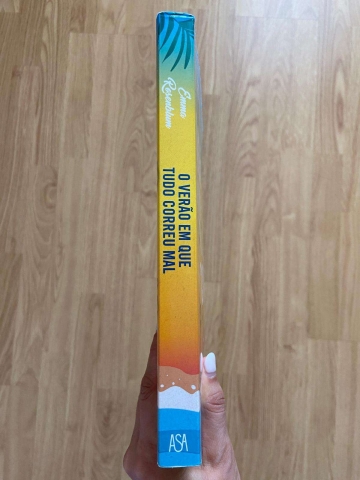 Emma
Rosenblum
O VERÃO EM QUE
TUDO CORREU MAL
ASA